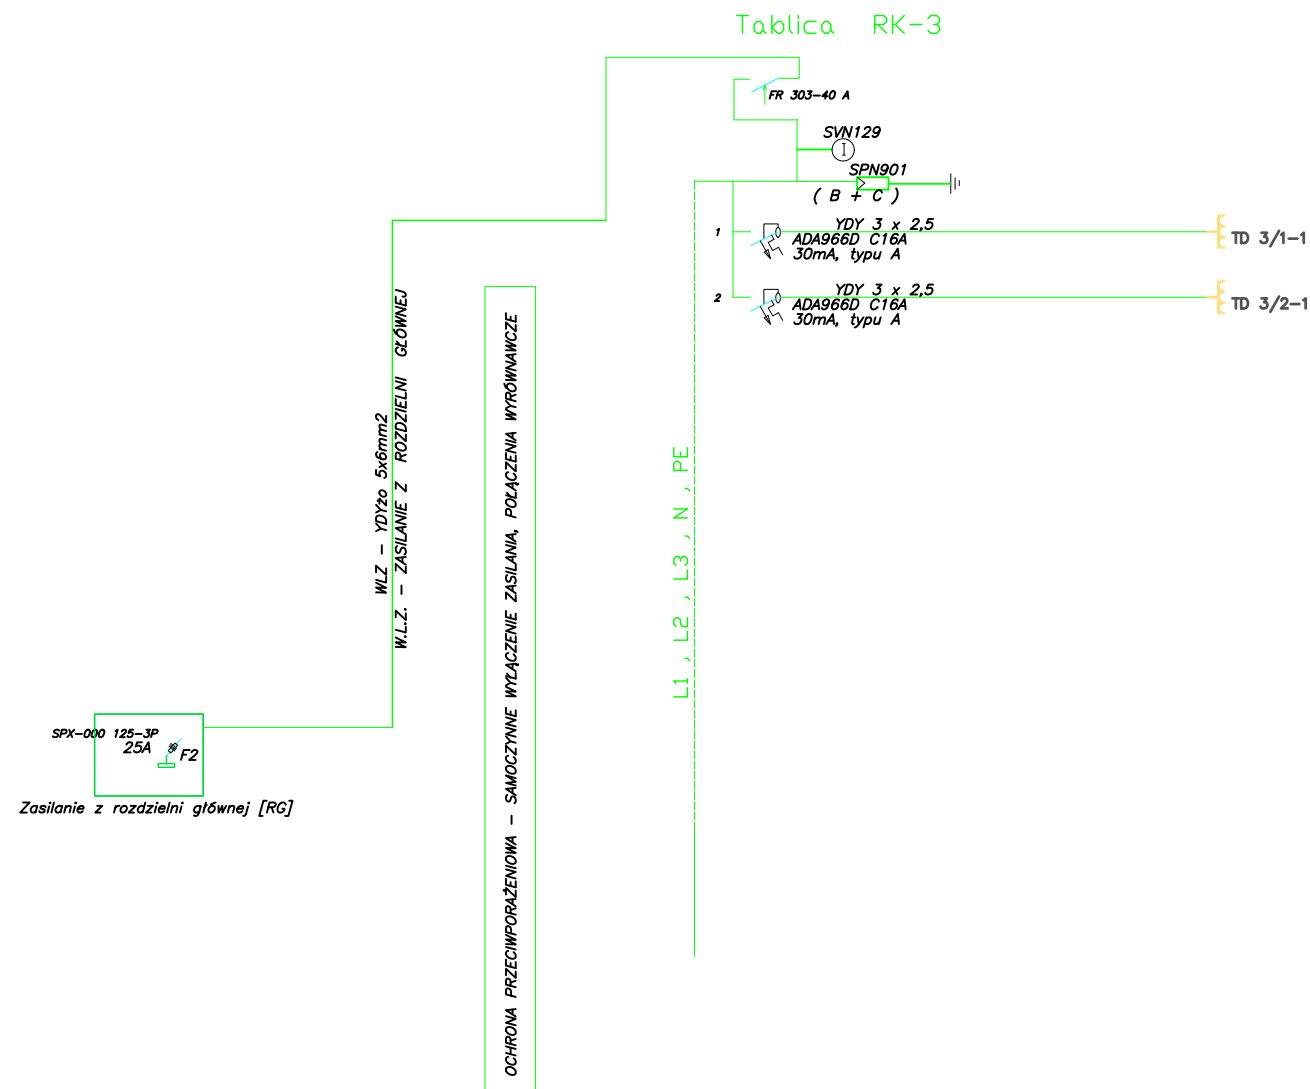 Tablica RK-3
FR 303-40 A
SVN129
I
SPN901
( B + C )
1
YDY 3 x 2,5
ADA966D C16A
30mA, typu A
TD 3/1-1
2
YDY 3 x 2,5
ADA966D C16A
30mA, typu A
TD 3/2-1
WLZ - YDYżo 5x6mm2
W.L.Z. - ZASILANIE Z ROZDZIELNI GŁÓWNEJ
OCHRONA PRZECIWPORAŻENIOWA - SAMOCZYNNE WYŁĄCZENIE ZASILANIA, POŁĄCZENIA WYRÓWNAWCZE
L1 , L2 , L3 , N , PE
SPX-000 125-3P
25A
F2
Zasilanie z rozdzielni głównej [RG]